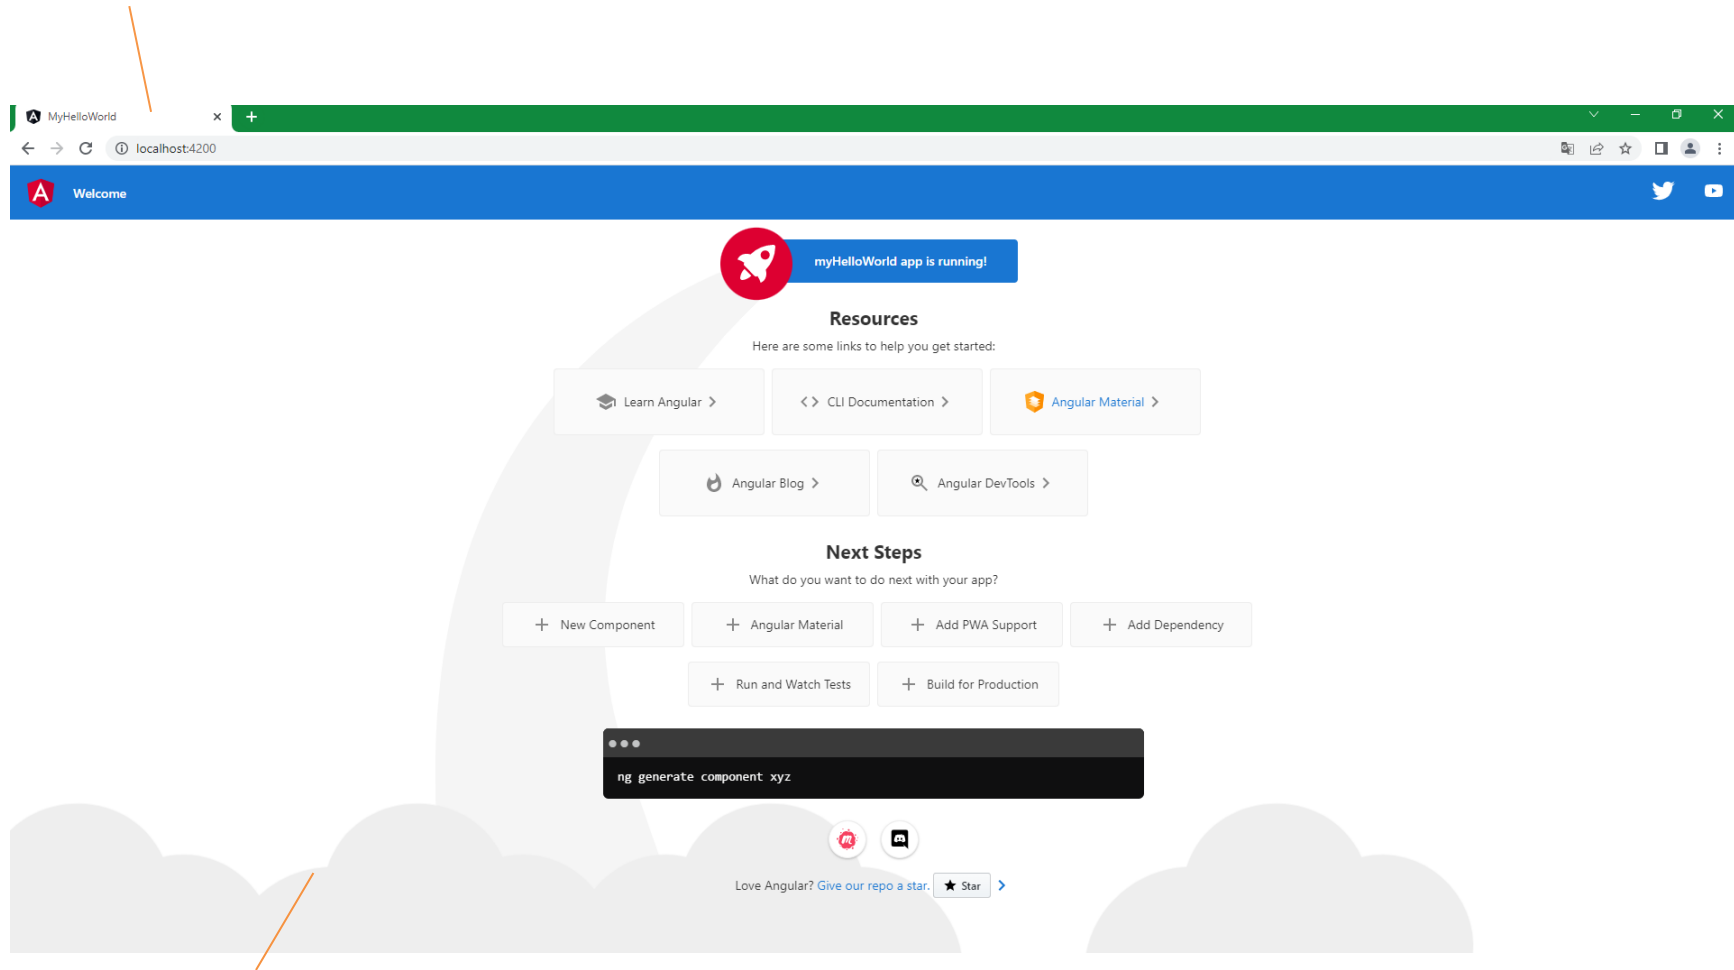 MyHelloWorld
localhost:4200
Welcome
myHelloWorld app is running!
Resources
Here are some links to help you get started:
Learn Angular
CLI Documentation
Angular Material
Angular Blog
Angular DevTools
Next Steps
What do you want to do next with your app?
New Component
Angular Material
Add PWA Support
Add Dependency
Run and Watch Tests
Build for Production
ng generate component xyz
Love Angular? Give our repo a star. Star